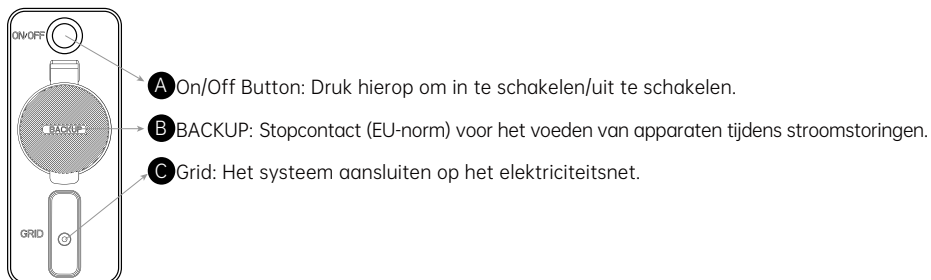 ON/OFF
A On/Off Button: Druk hierop om in te schakelen/uit te schakelen.
BACKUP
B BACKUP: Stopcontact (EU-norm) voor het voeden van apparaten tijdens stroomstoringen.
C Grid: Het systeem aansluiten op het elektriciteitsnet.
GRID